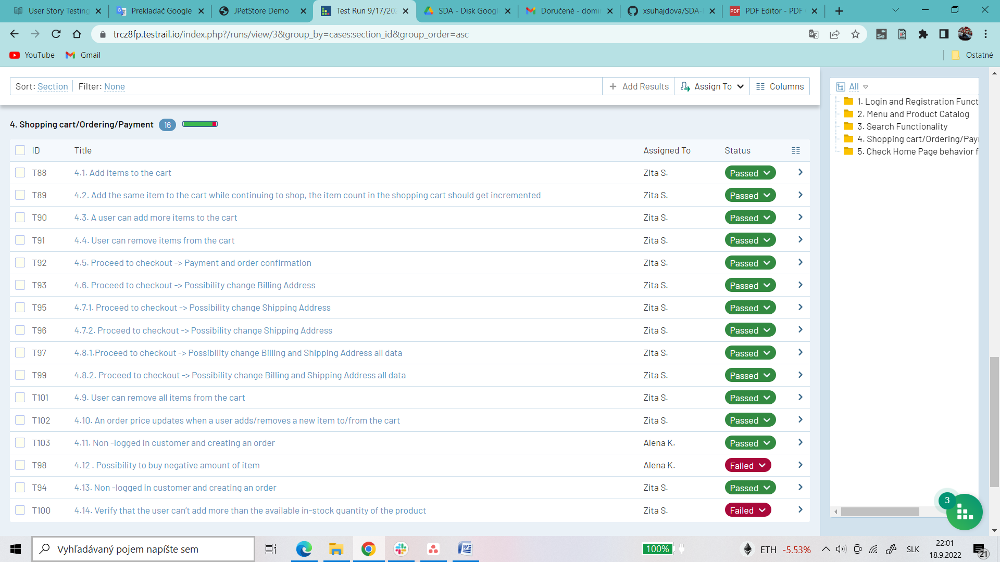 User Story Testing
Prekladač Google
JPetStore Demo
Test Run 9/17/202
SDA - Disk Google
Doručené - domi
xsuhajdova/SDA-
PDF Editor - PDF
trcz8fp.testrail.io/index.php?/runs/view/3&group_by=cases:section_id&group_order=asc
YouTube
Gmail
Ostatné
Sort: Section
Filter: None
Add Results
Assign To
Columns
4. Shopping cart/Ordering/Payment 16
ID Title Assigned To Status
T88 4.1. Add items to the cart Zita S. Passed
T89 4.2. Add the same item to the cart while continuing to shop, the item count in the shopping cart should get incremented Zita S. Passed
T90 4.3. A user can add more items to the cart Zita S. Passed
T91 4.4. User can remove items from the cart Zita S. Passed
T92 4.5. Proceed to checkout -> Payment and order confirmation Zita S. Passed
T93 4.6. Proceed to checkout -> Possibility change Billing Address Zita S. Passed
T95 4.7.1. Proceed to checkout -> Possibility change Shipping Address Zita S. Passed
T96 4.7.2. Proceed to checkout -> Possibility change Shipping Address Zita S. Passed
T97 4.8.1.Proceed to checkout -> Possibility change Billing and Shipping Address all data Zita S. Passed
T99 4.8.2. Proceed to checkout -> Possibility change Billing and Shipping Address all data Zita S. Passed
T101 4.9. User can remove all items from the cart Zita S. Passed
T102 4.10. An order price updates when a user adds/removes a new item to/from the cart Zita S. Passed
T103 4.11. Non -logged in customer and creating an order Alena K. Passed
T98 4.12 . Possibility to buy negative amount of item Alena K. Failed
T94 4.13. Non -logged in customer and creating an order Zita S. Passed
T100 4.14. Verify that the user can't add more than the available in-stock quantity of the product Zita S. Failed
All
1. Login and Registration Funct
2. Menu and Product Catalog
3. Search Functionality
4. Shopping cart/Ordering/Pay
5. Check Home Page behavior f
3
Vyhľadávaný pojem napíšte sem
100%
ETH -5.53%
SLK
22:01
18.9.2022
21